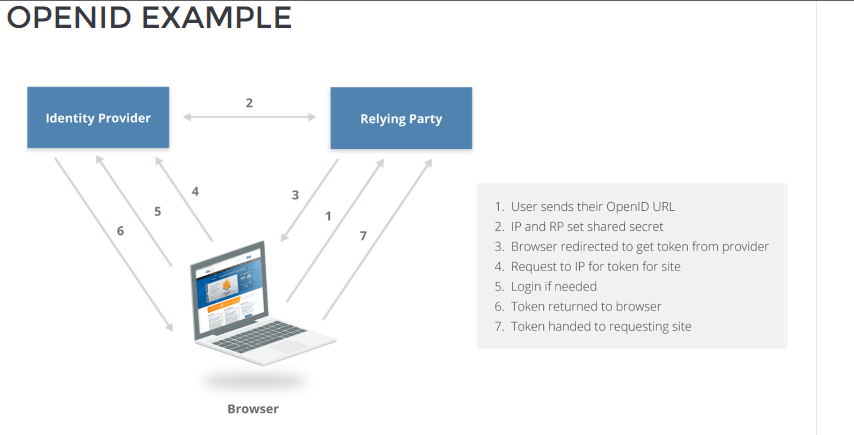 OPENID EXAMPLE
Identity Provider
2
Relying Party
4
3
5
1
6
7
1. User sends their OpenID URL
2. IP and RP set shared secret
3. Browser redirected to get token from provider
4. Request to IP for token for site
5. Login if needed
6. Token returned to browser
7. Token handed to requesting site
Browser